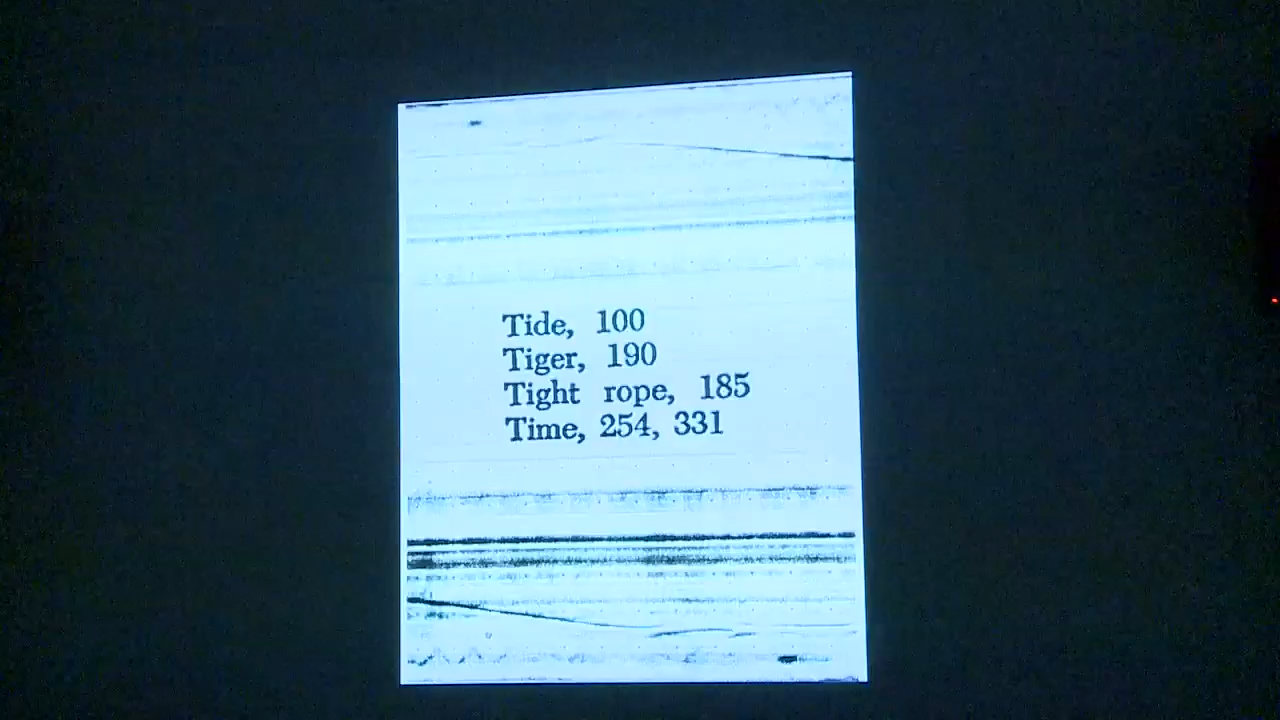 Tide, 100
Tiger, 190
Tight rope, 185
Time, 254, 331